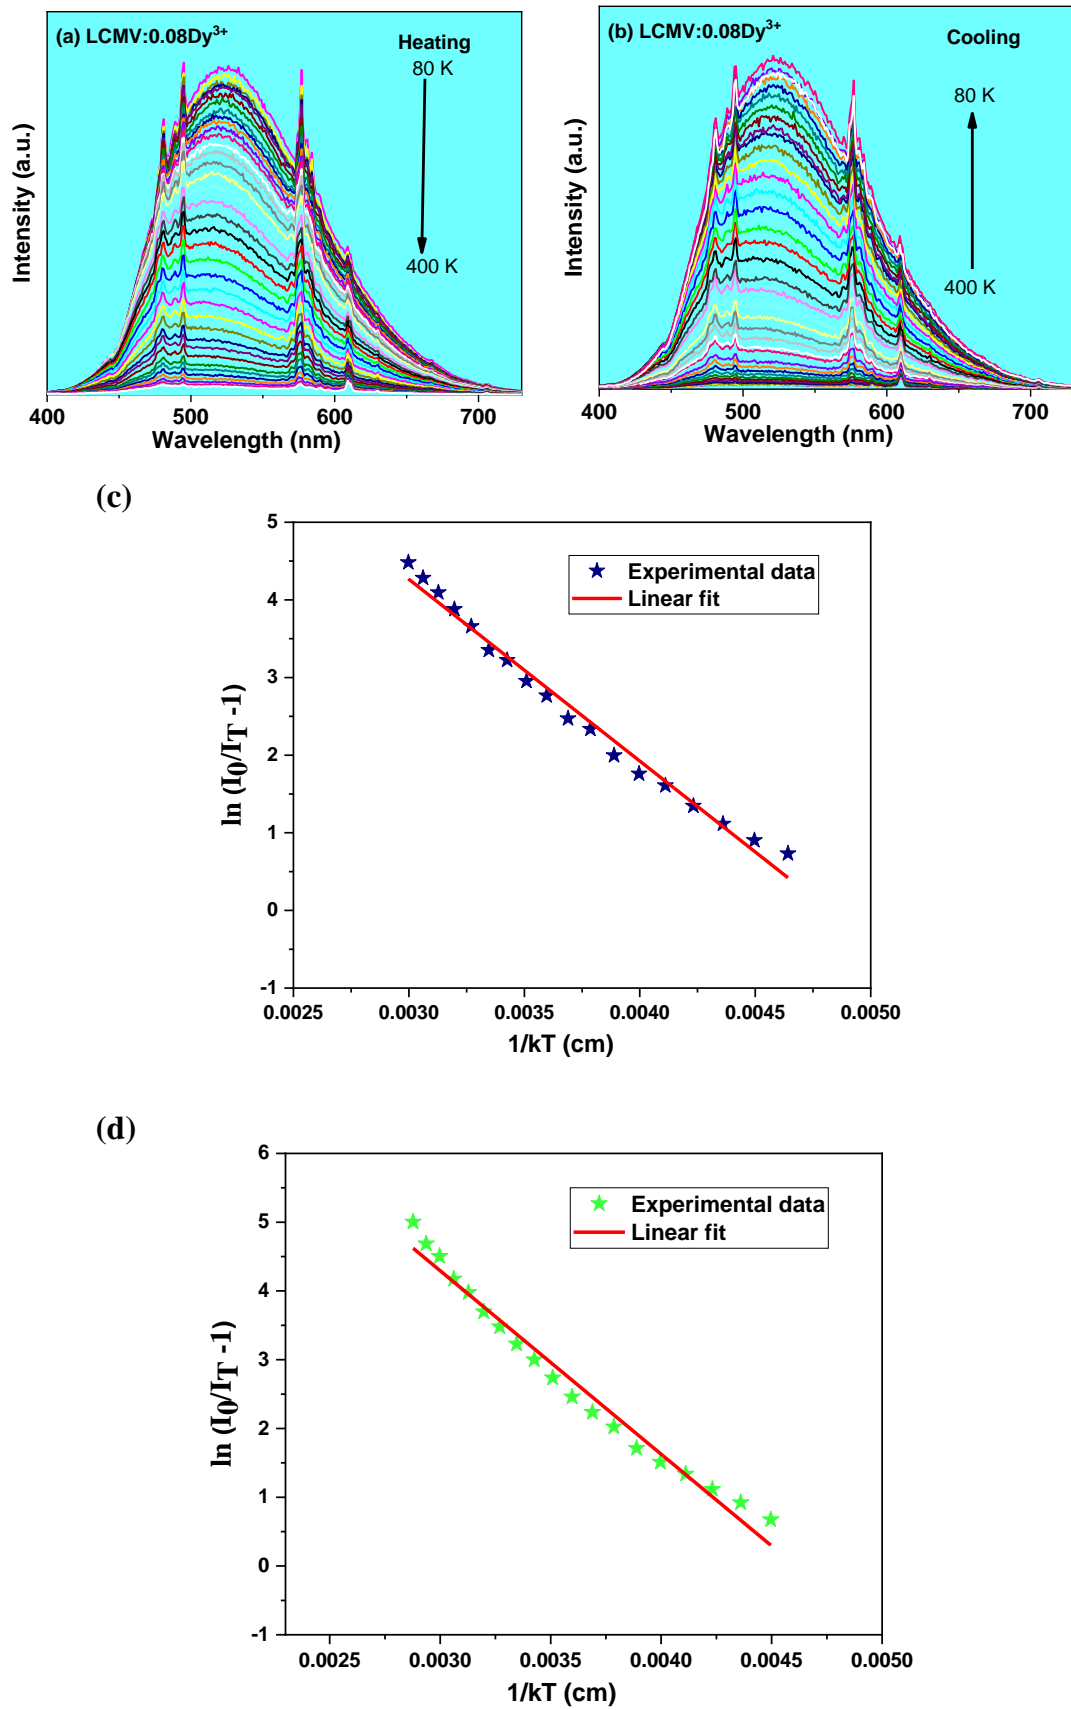 (a) LCMV:0.08Dy³⁺
Heating
80 K
400 K
Intensity (a.u.)
400 500 600 700
Wavelength (nm)
(b) LCMV:0.08Dy³⁺
Cooling
80 K
400 K
Intensity (a.u.)
400 500 600 700
Wavelength (nm)
(c)
5
4
3
2
1
0
-1
ln (I₀/I_T -1)
Experimental data
Linear fit
0.0025 0.0030 0.0035 0.0040 0.0045 0.0050
1/kT (cm)
(d)
6
5
4
3
2
1
0
-1
ln (I₀/I_T -1)
Experimental data
Linear fit
0.0025 0.0030 0.0035 0.0040 0.0045 0.0050
1/kT (cm)